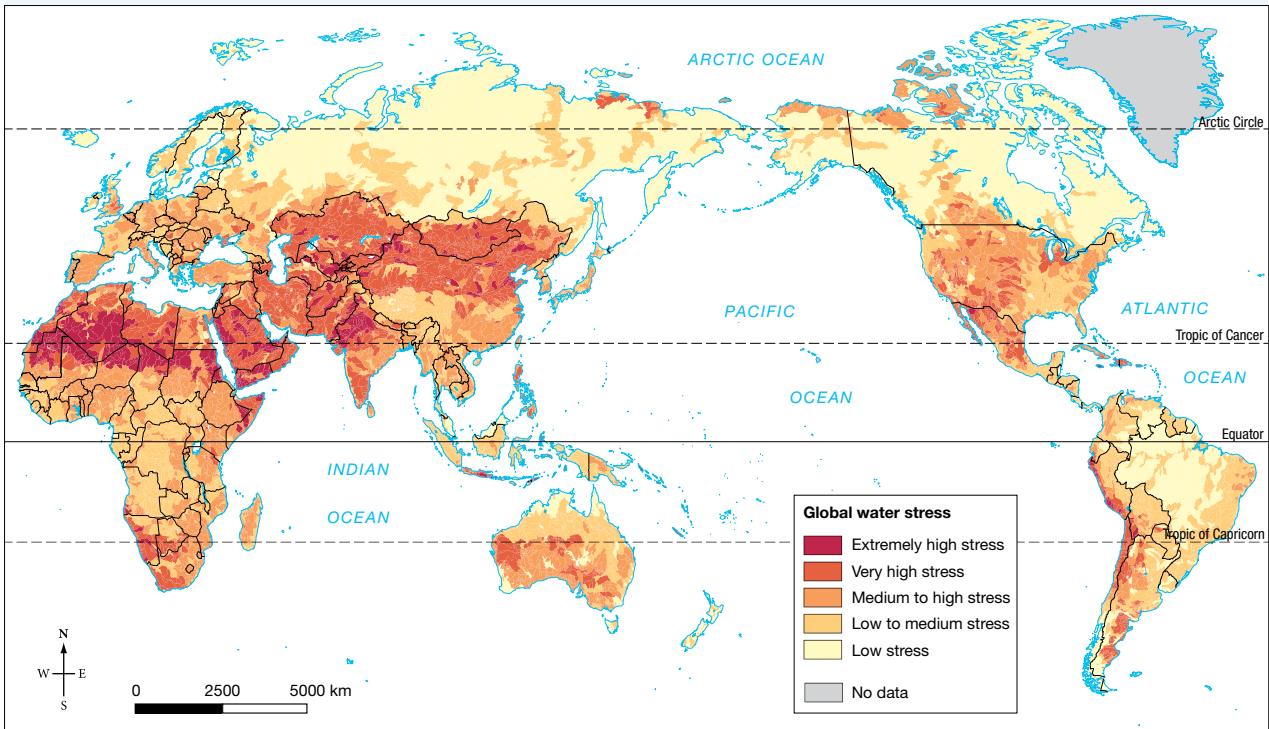 ARCTIC OCEAN
Arctic Circle
PACIFIC
ATLANTIC
Tropic of Cancer
OCEAN
OCEAN
Equator
INDIAN
OCEAN
Tropic of Capricorn
Global water stress
Extremely high stress
Very high stress
Medium to high stress
Low to medium stress
Low stress
No data
N
W E
S
0 2500 5000 km